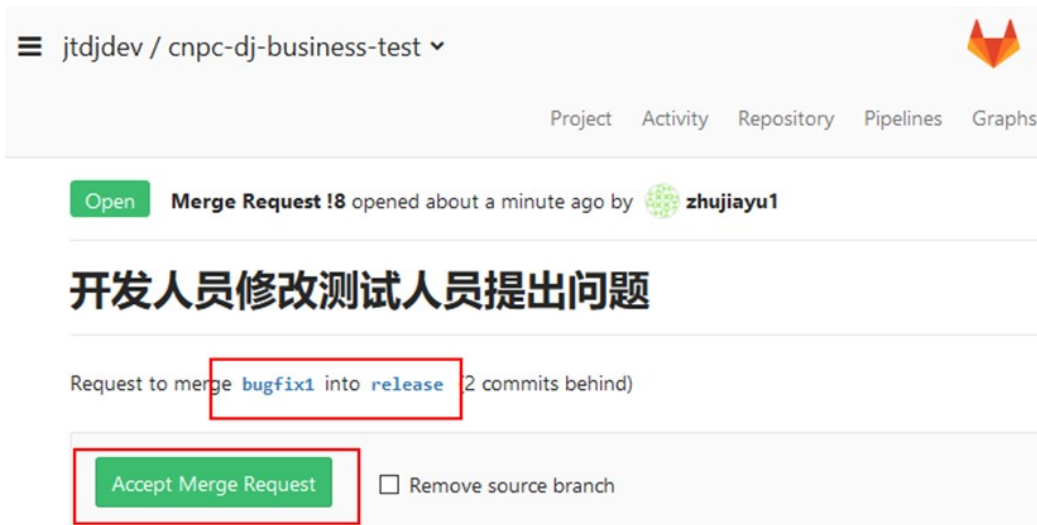 jtdjdev / cnpc-dj-business-test
Project Activity Repository Pipelines Graphs
Open Merge Request !8 opened about a minute ago by zhujiayu1
开发人员修改测试人员提出问题
Request to merge bugfix1 into release (2 commits behind)
Accept Merge Request Remove source branch